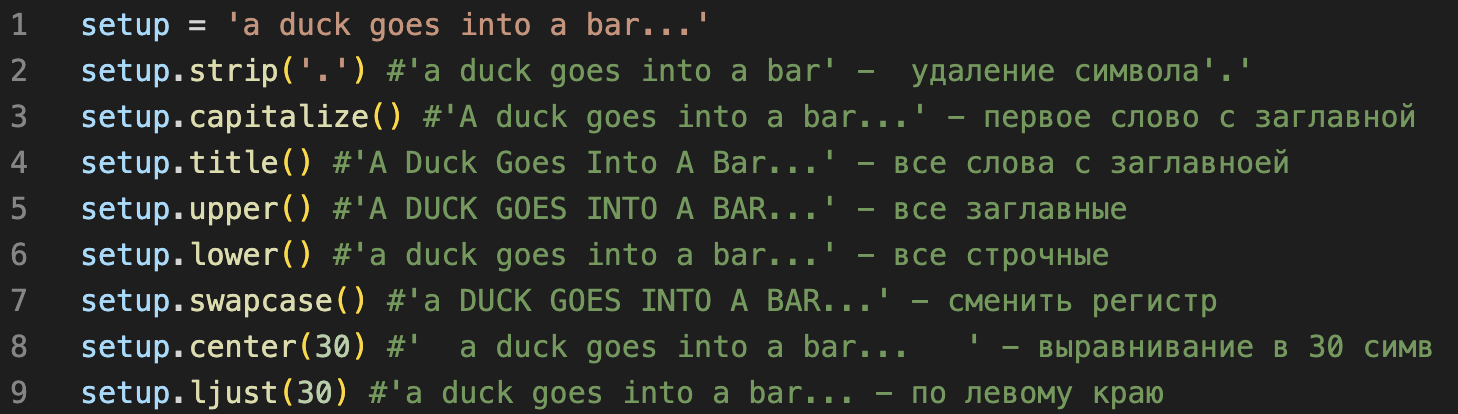 1 setup = 'a duck goes into a bar...'
2 setup.strip('.') #'a duck goes into a bar' -  удаление символа'.'
3 setup.capitalize() #'A duck goes into a bar...' - первое слово с заглавной
4 setup.title() #'A Duck Goes Into A Bar...' - все слова с заглавноей
5 setup.upper() #'A DUCK GOES INTO A BAR...' - все заглавные
6 setup.lower() #'a duck goes into a bar...' - все строчные
7 setup.swapcase() #'a DUCK GOES INTO A BAR...' - сменить регистр
8 setup.center(30) #'  a duck goes into a bar...   ' - выравнивание в 30 симв
9 setup.ljust(30) #'a duck goes into a bar... - по левому краю